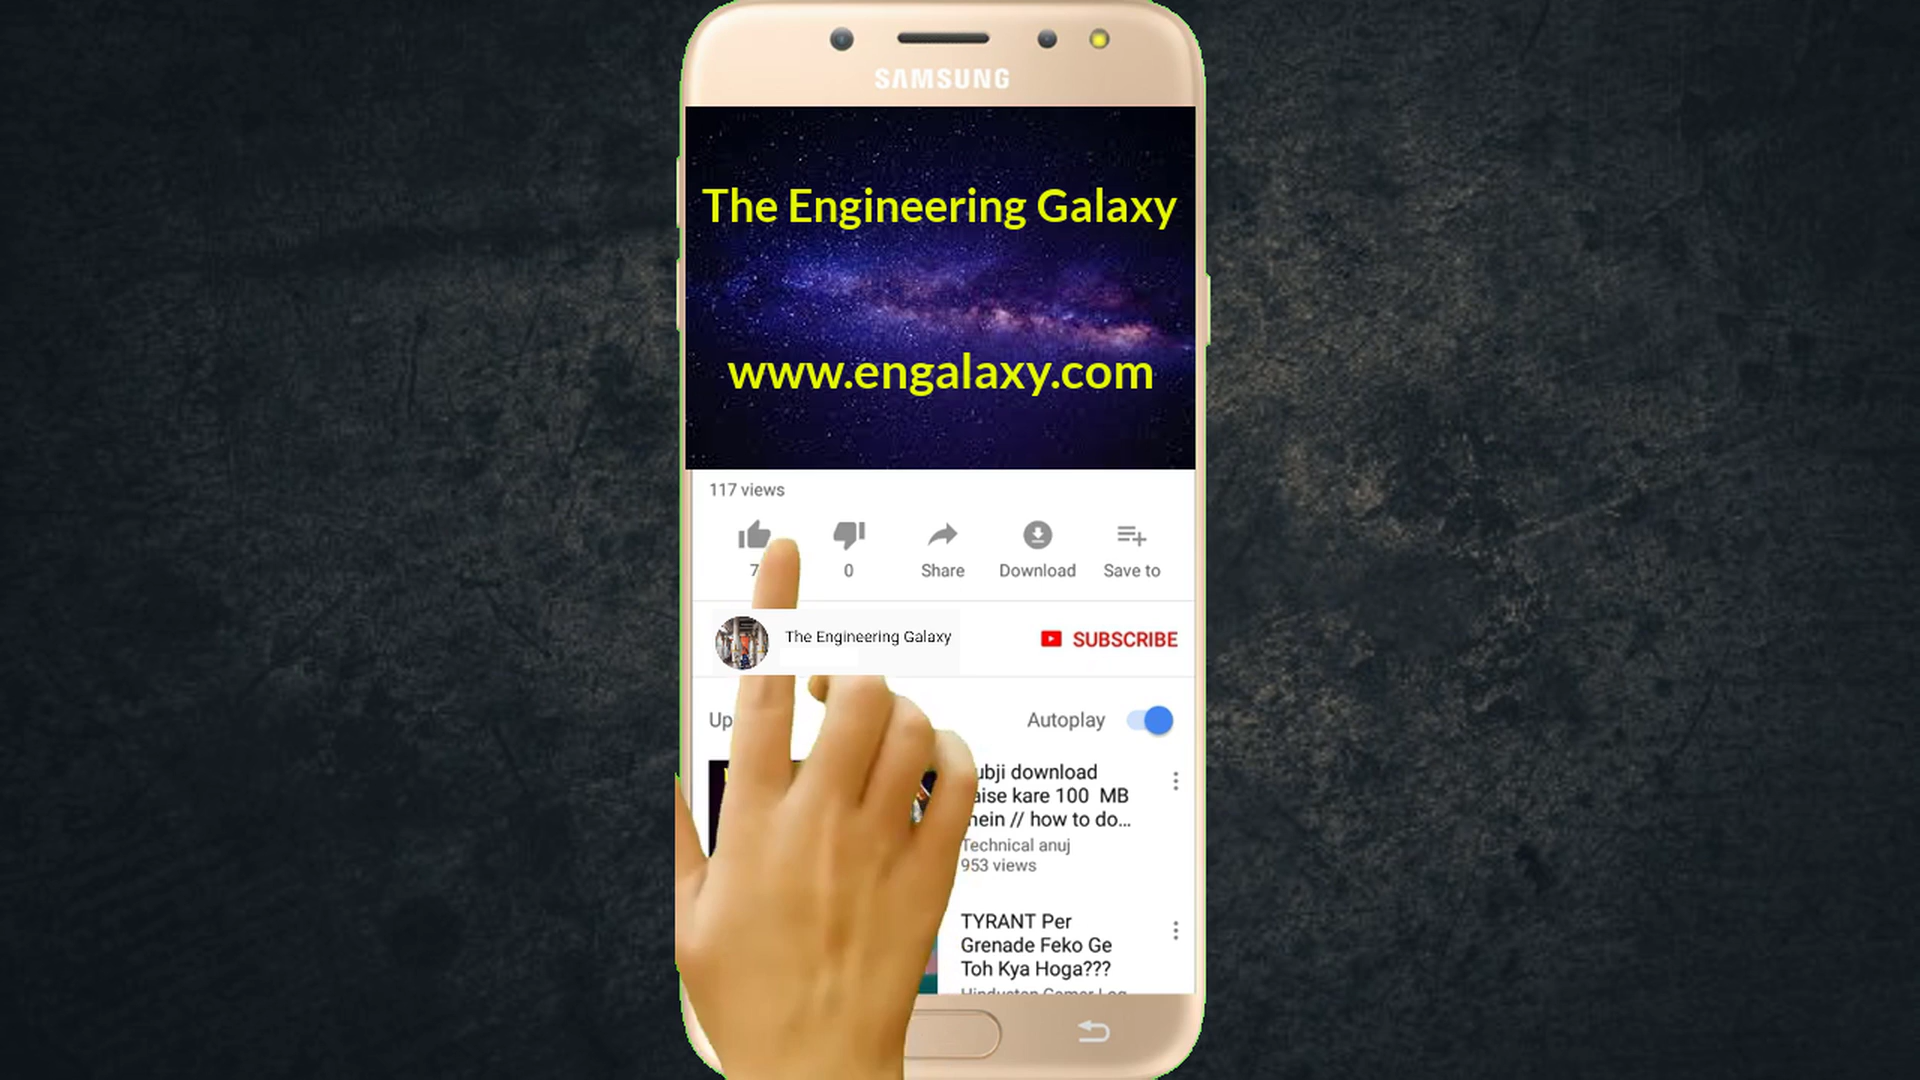 SAMSUNG
The Engineering Galaxy
www.engalaxy.com
117 views
7
0
Share
Download
Save to
The Engineering Galaxy
SUBSCRIBE
Autoplay
download
kare 100 MB
// how to do...
Technical anuj
953 views
TYRANT Per
Grenade Feko Ge
Toh Kya Hoga???